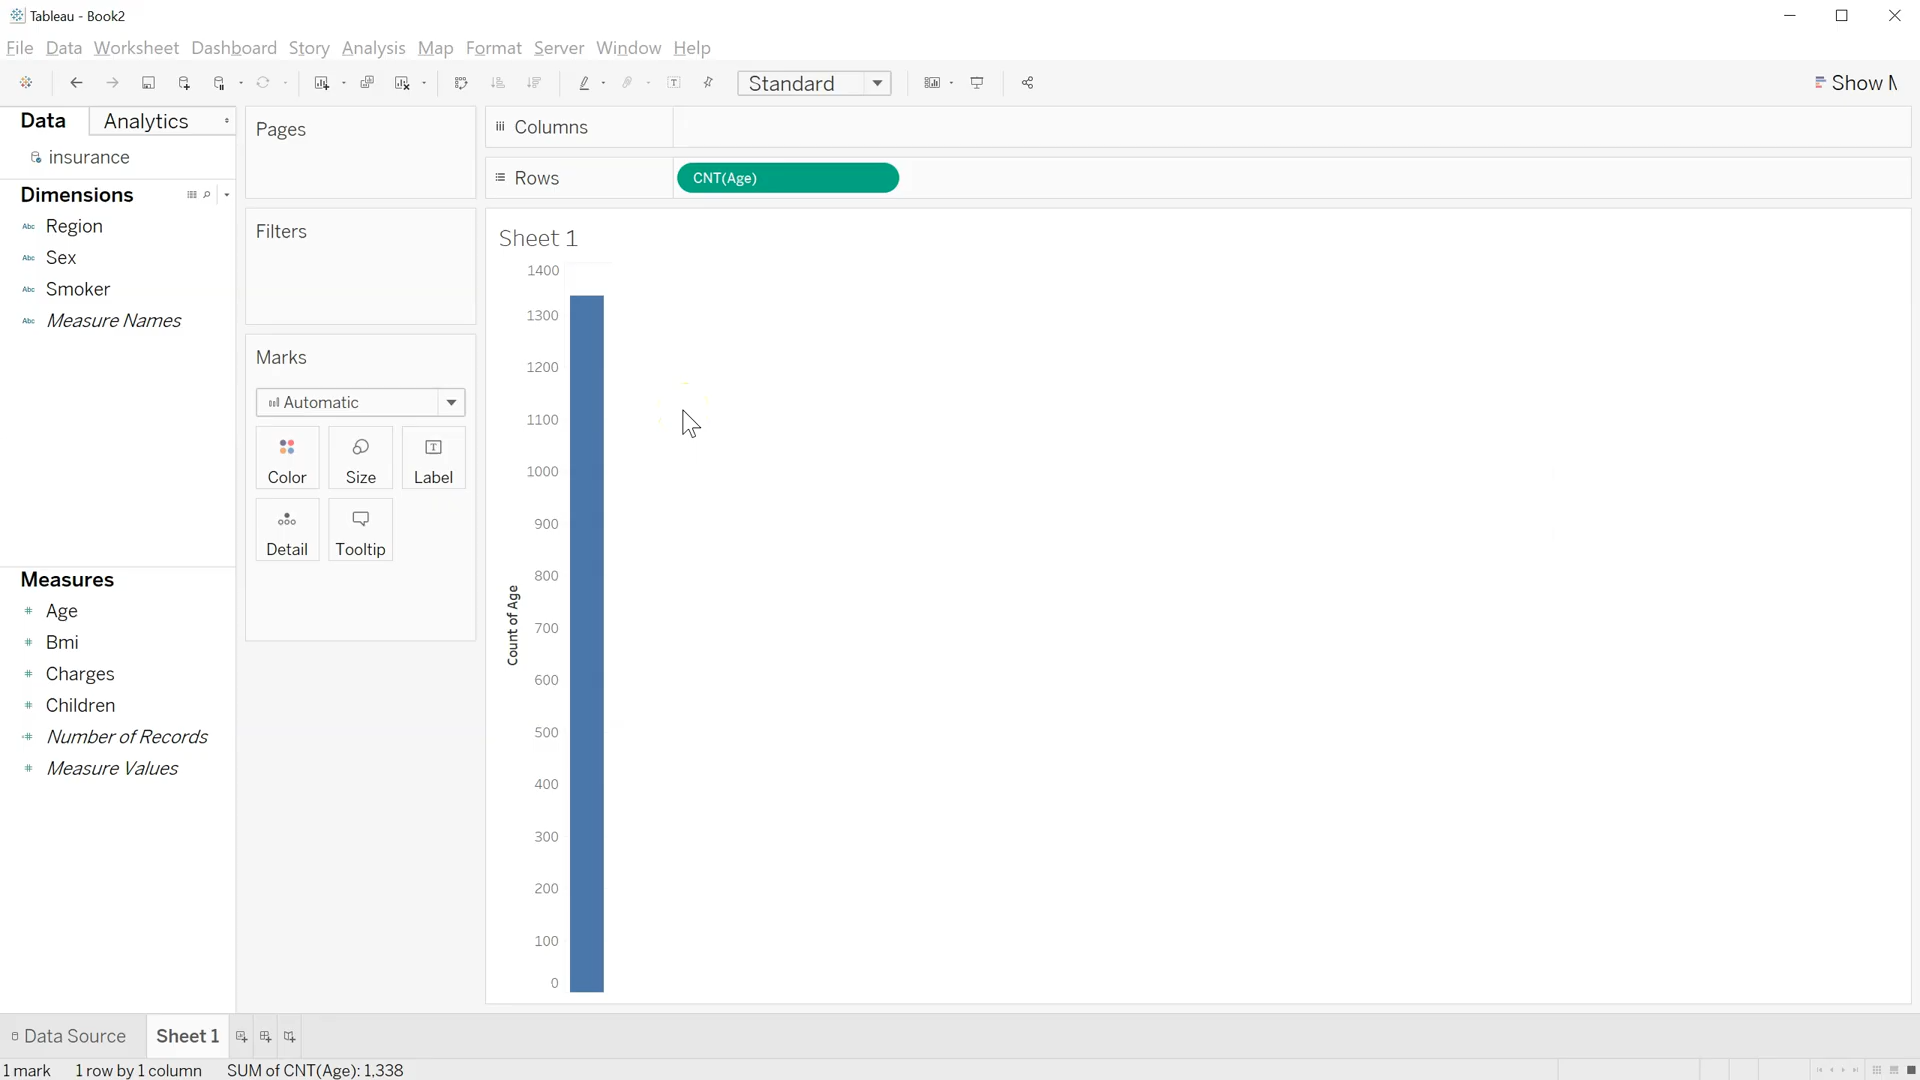 Tableau - Book2
File Data Worksheet Dashboard Story Analysis Map Format Server Window Help
Standard
Show M
Data Analytics
insurance
Dimensions
Abc Region
Abc Sex
Abc Smoker
Abc Measure Names
Measures
# Age
# Bmi
# Charges
# Children
=# Number of Records
# Measure Values
Pages
Filters
Marks
Automatic
Color Size Label
Detail Tooltip
Columns
Rows CNT(Age)
Sheet 1
1400
1300
1200
1100
1000
900
800
700
600
500
400
300
200
100
0
Count of Age
Data Source Sheet 1
1 mark 1 row by 1 column SUM of CNT(Age): 1,338